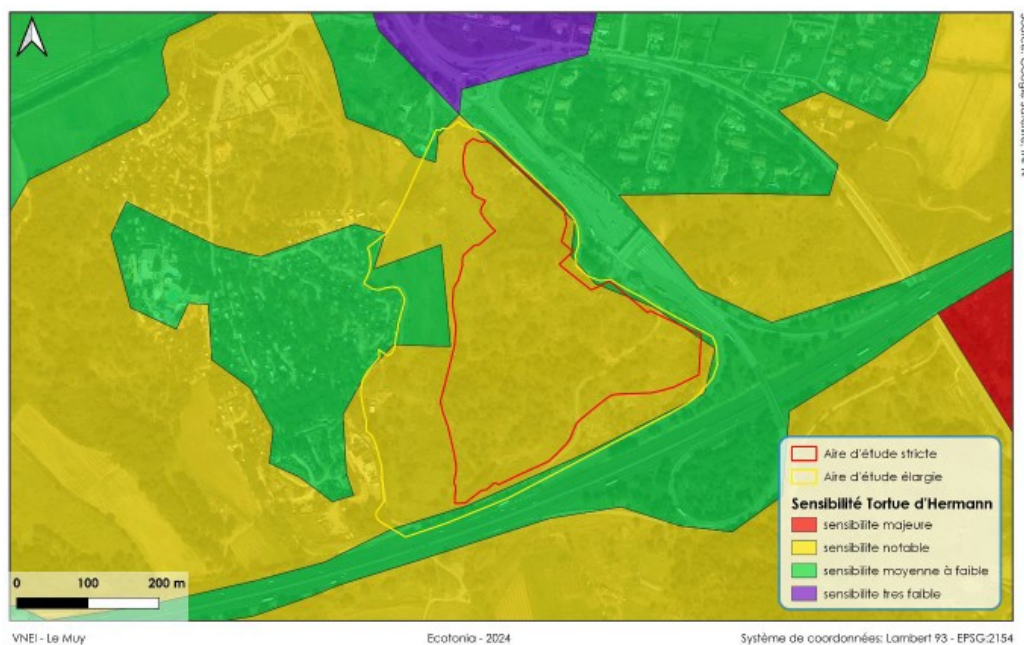 Aire d'étude stricte
Aire d'étude élargie
Sensibilité Tortue d'Hermann
sensibilite majeure
sensibilite notable
sensibilite moyenne à faible
sensibilite tres faible
0 100 200 m
VNEI - Le Muy
Ecotonia - 2024
Système de coordonnées: Lambert 93 - EPSG:2154